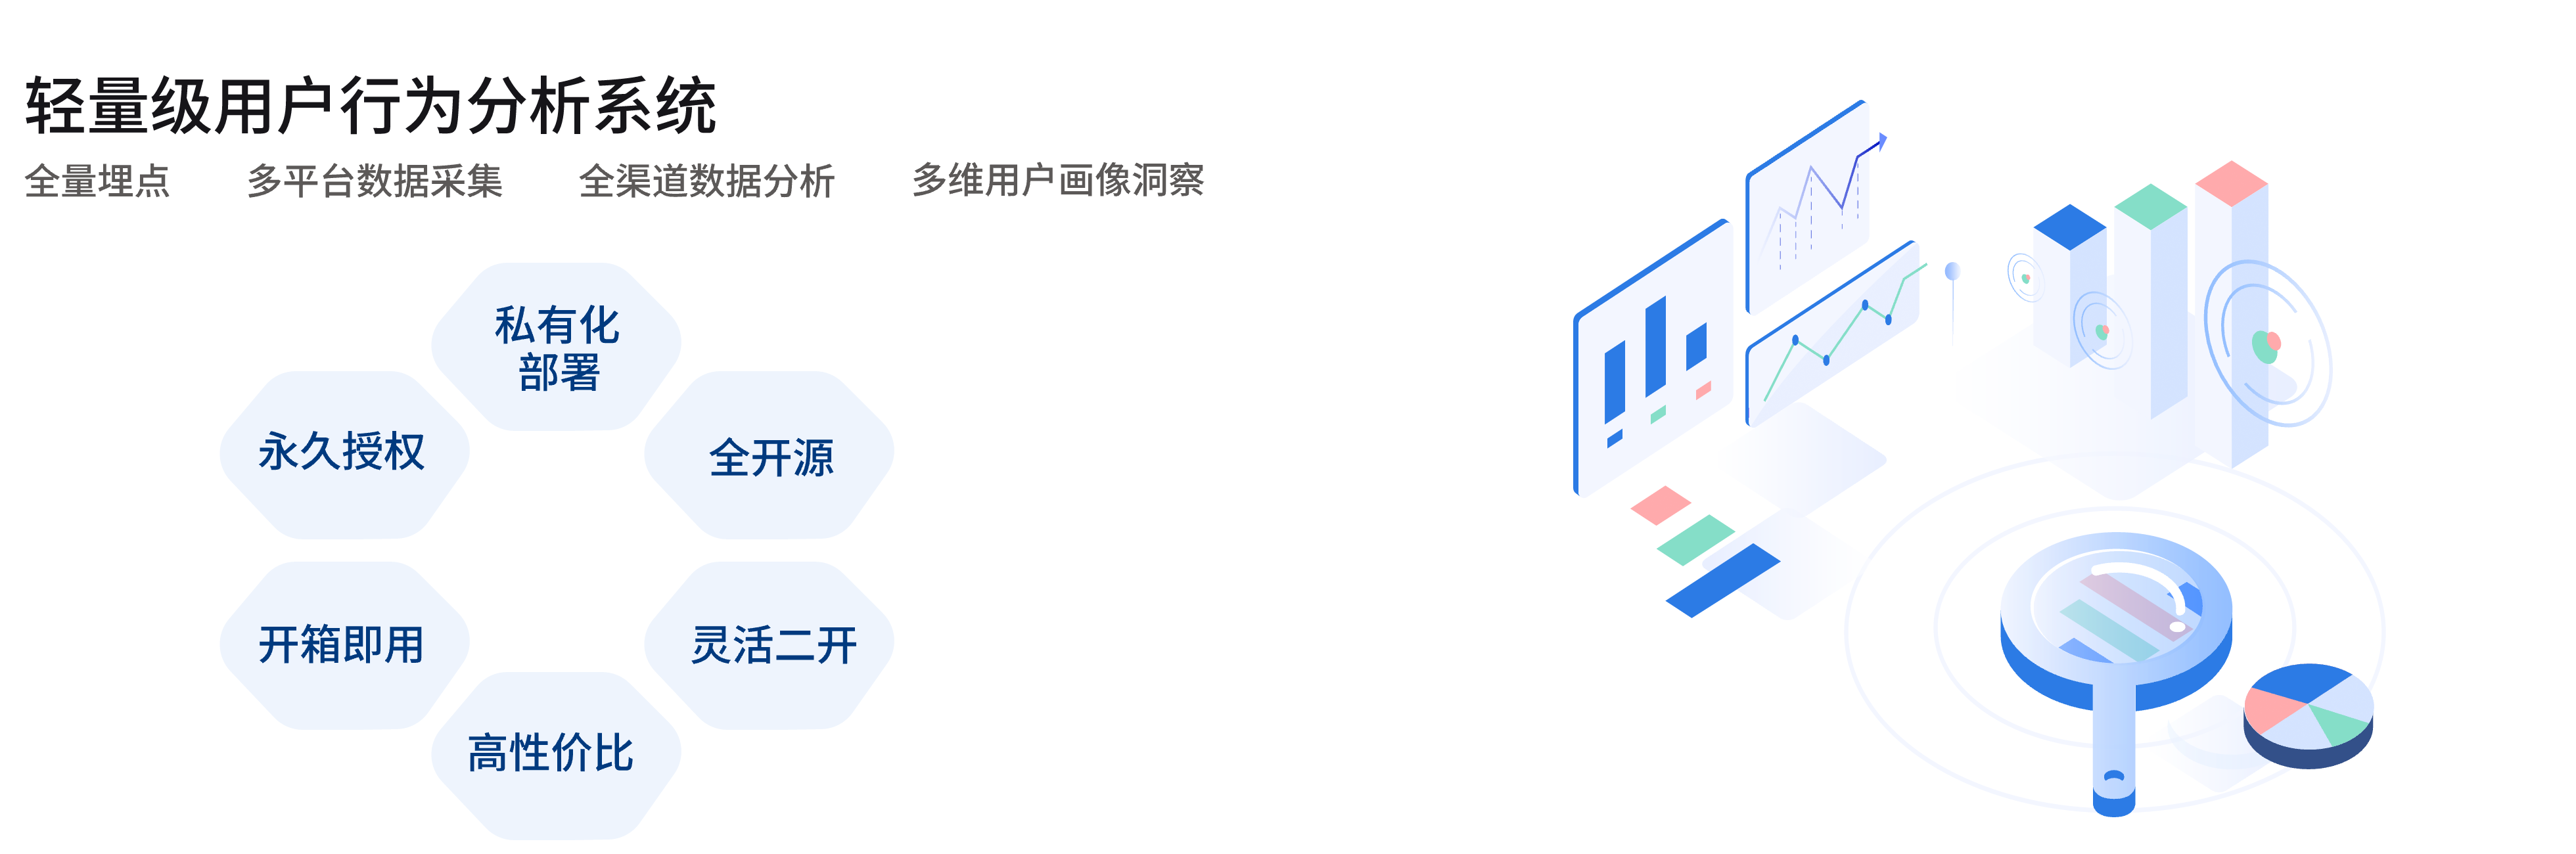 轻量级用户行为分析系统
全量埋点 多平台数据采集 全渠道数据分析 多维用户画像洞察
私有化
部署
永久授权
全开源
开箱即用
灵活二开
高性价比